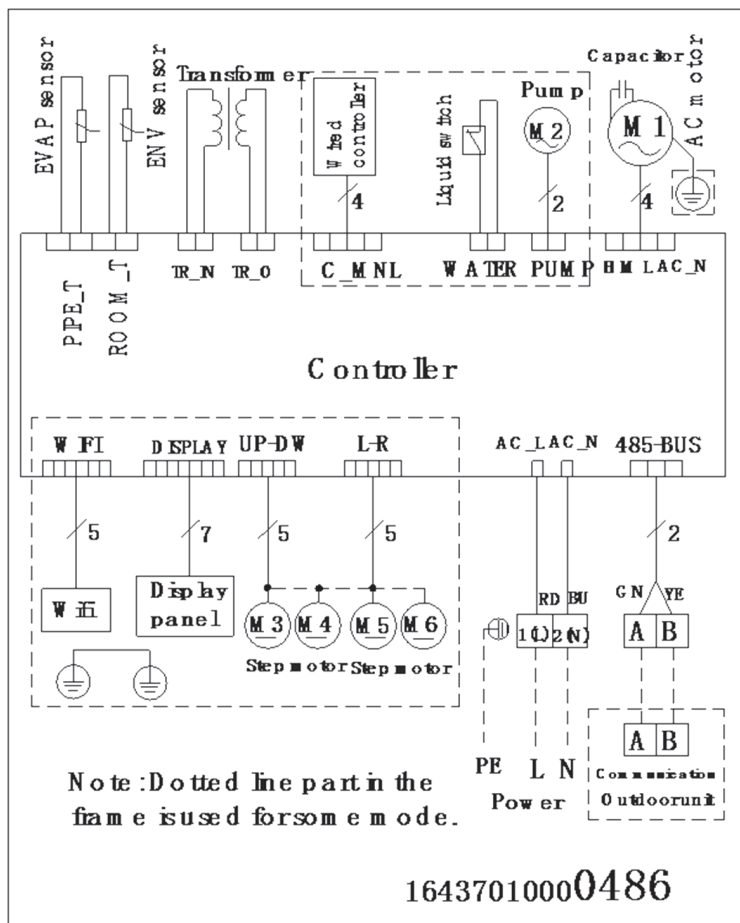 EVAP sensor
ENV sensor
Transformer
Wired controller
4
Liquid switch
Pump
M2
2
Capacitor
M1
4
AC motor
PIPE_T
ROOM_T
TR_IN
TR_O
C_MNL
WATER
PUMP
H M L AC_N
Controller
WIFI
DISPLAY
UP-DW
L-R
AC_L AC_N
485-BUS
5
7
5
5
2
Wifi
Display
panel
M3
M4
M5
M6
Step motor
Step motor
RD
BU
1(L)
2(N)
GN
YE
A
B
A
B
PE
L
N
Power
Communication
Outdoor unit
Note: Dotted line part in the
frame is used for some mode.
16437010000486